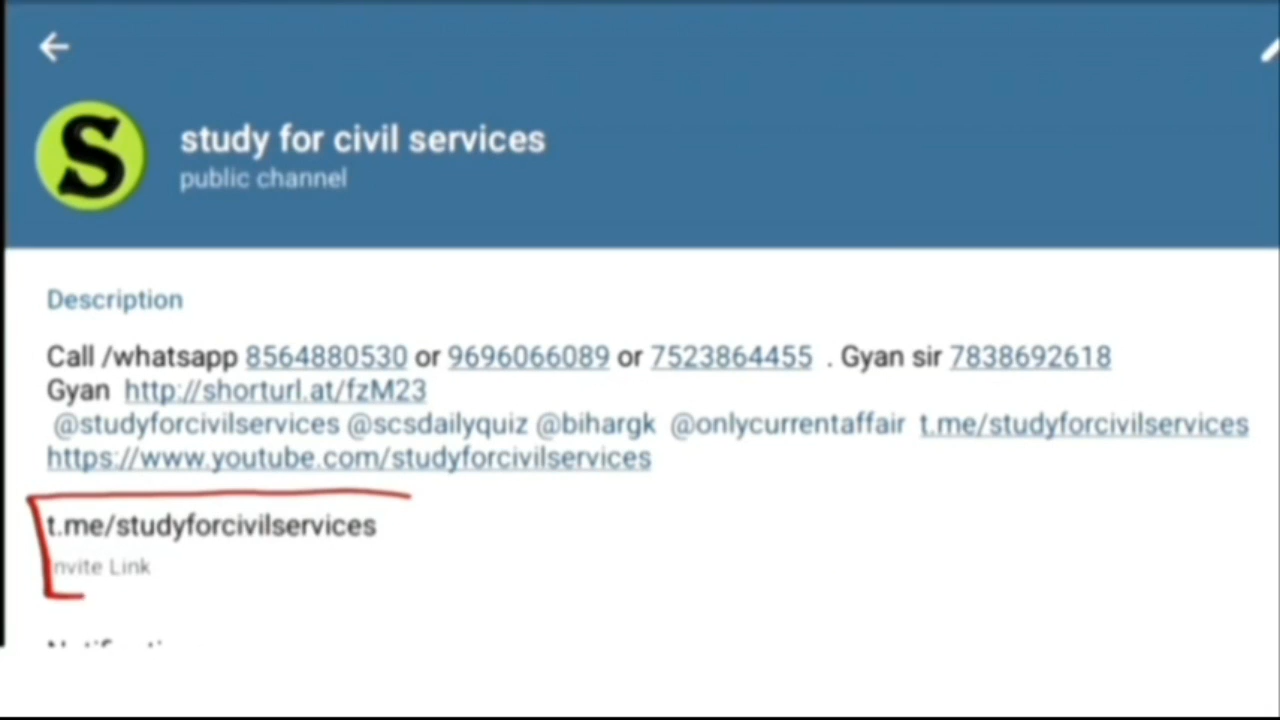 S
study for civil services
public channel
Description
Call /whatsapp 8564880530 or 9696066089 or 7523864455 . Gyan sir 7838692618
Gyan http://shorturl.at/fzM23
@studyforcivilservices @scsdailyquiz @bihargk @onlycurrentaffair t.me/studyforcivilservices
https://www.youtube.com/studyforcivilservices
t.me/studyforcivilservices
nvite Link